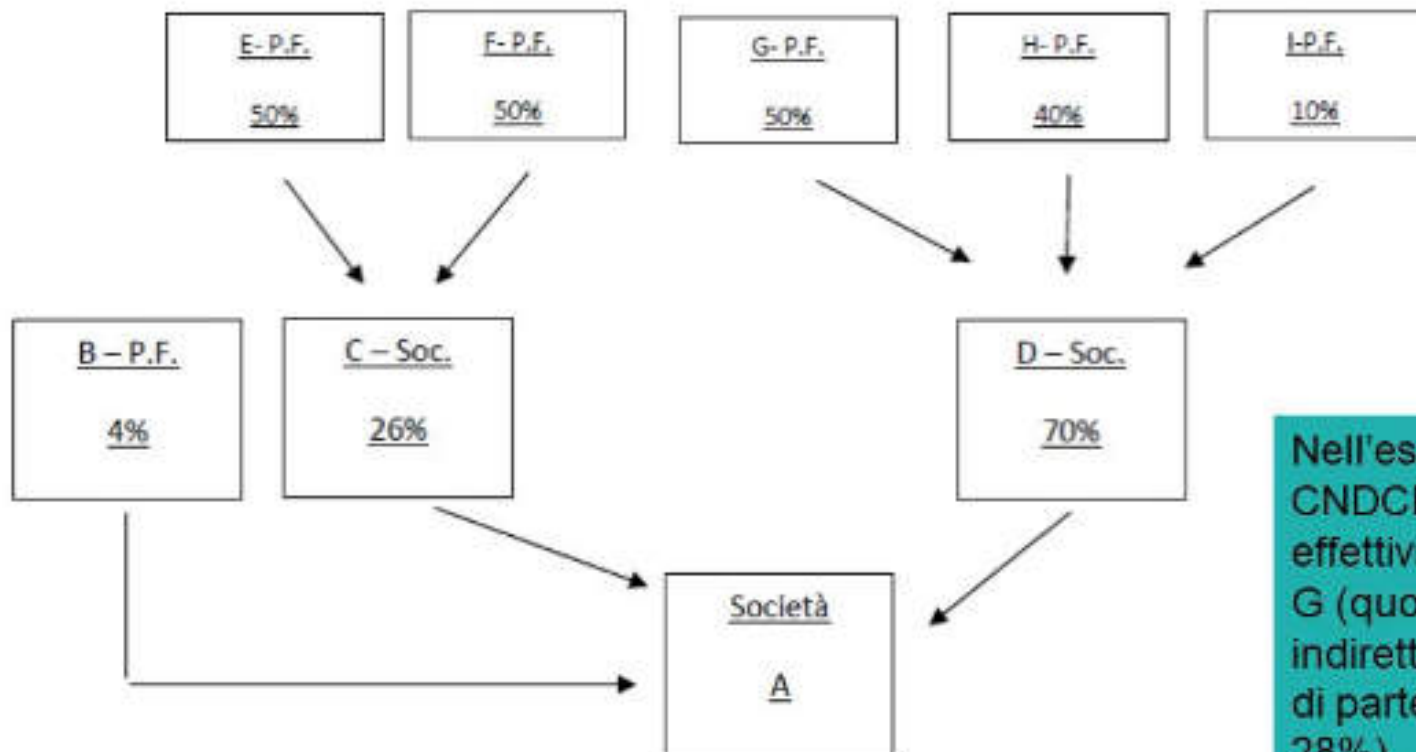 E- P.F.
50%
F- P.F.
50%
G- P.F.
50%
H- P.F.
40%
I-P.F.
10%
B – P.F.
4%
C – Soc.
26%
D – Soc.
70%
Società
A
Nell'es
CNDC
effettiv
G (quo
indirett
di parte
28%)